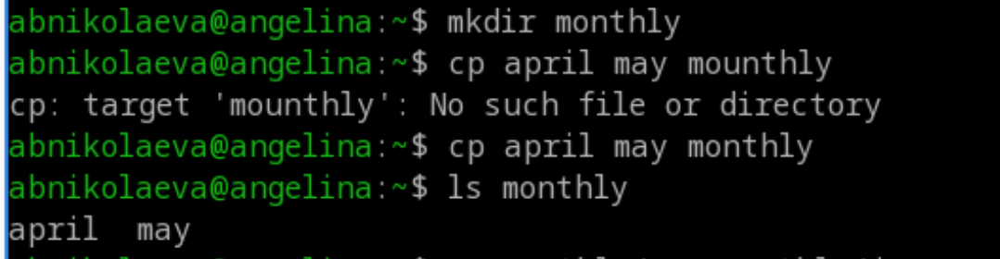 abnikolaeva@angelina:~$ mkdir monthly
abnikolaeva@angelina:~$ cp april may mounthly
cp: target 'mounthly': No such file or directory
abnikolaeva@angelina:~$ cp april may monthly
abnikolaeva@angelina:~$ ls monthly
april  may